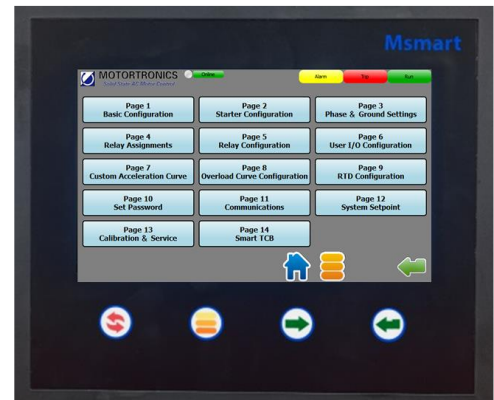 Msmart
MOTORTRONICS
Solid State AC Motor Control
Online
Alarm
Trip
Run
Page 1
Basic Configuration
Page 2
Starter Configuration
Page 3
Phase & Ground Settings
Page 4
Relay Assignments
Page 5
Relay Configuration
Page 6
User I/O Configuration
Page 7
Custom Acceleration Curve
Page 8
Overload Curve Configuration
Page 9
RTD Configuration
Page 10
Set Password
Page 11
Communications
Page 12
System Setpoint
Page 13
Calibration & Service
Page 14
Smart TCB